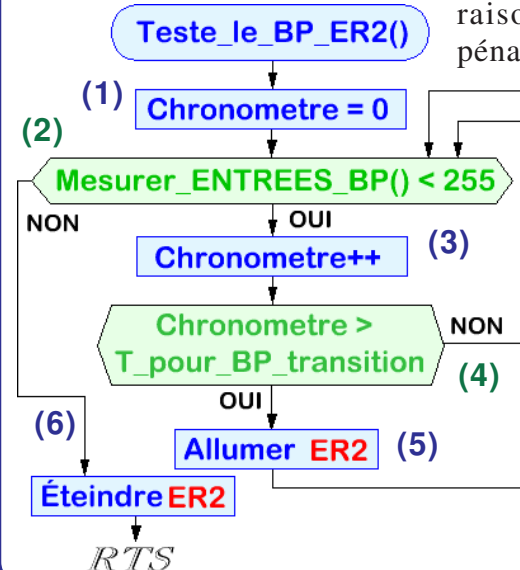 raiso
péna
Teste_le_BP_ER2()
(1)
Chronometre = 0
(2)
Mesurer_ENTREES_BP() < 255
NON
OUI
(3)
Chronometre++
Chronometre >
T_pour_BP_transition
NON
(4)
OUI
(6)
Allumer ER2
(5)
Éteindre ER2
RTS